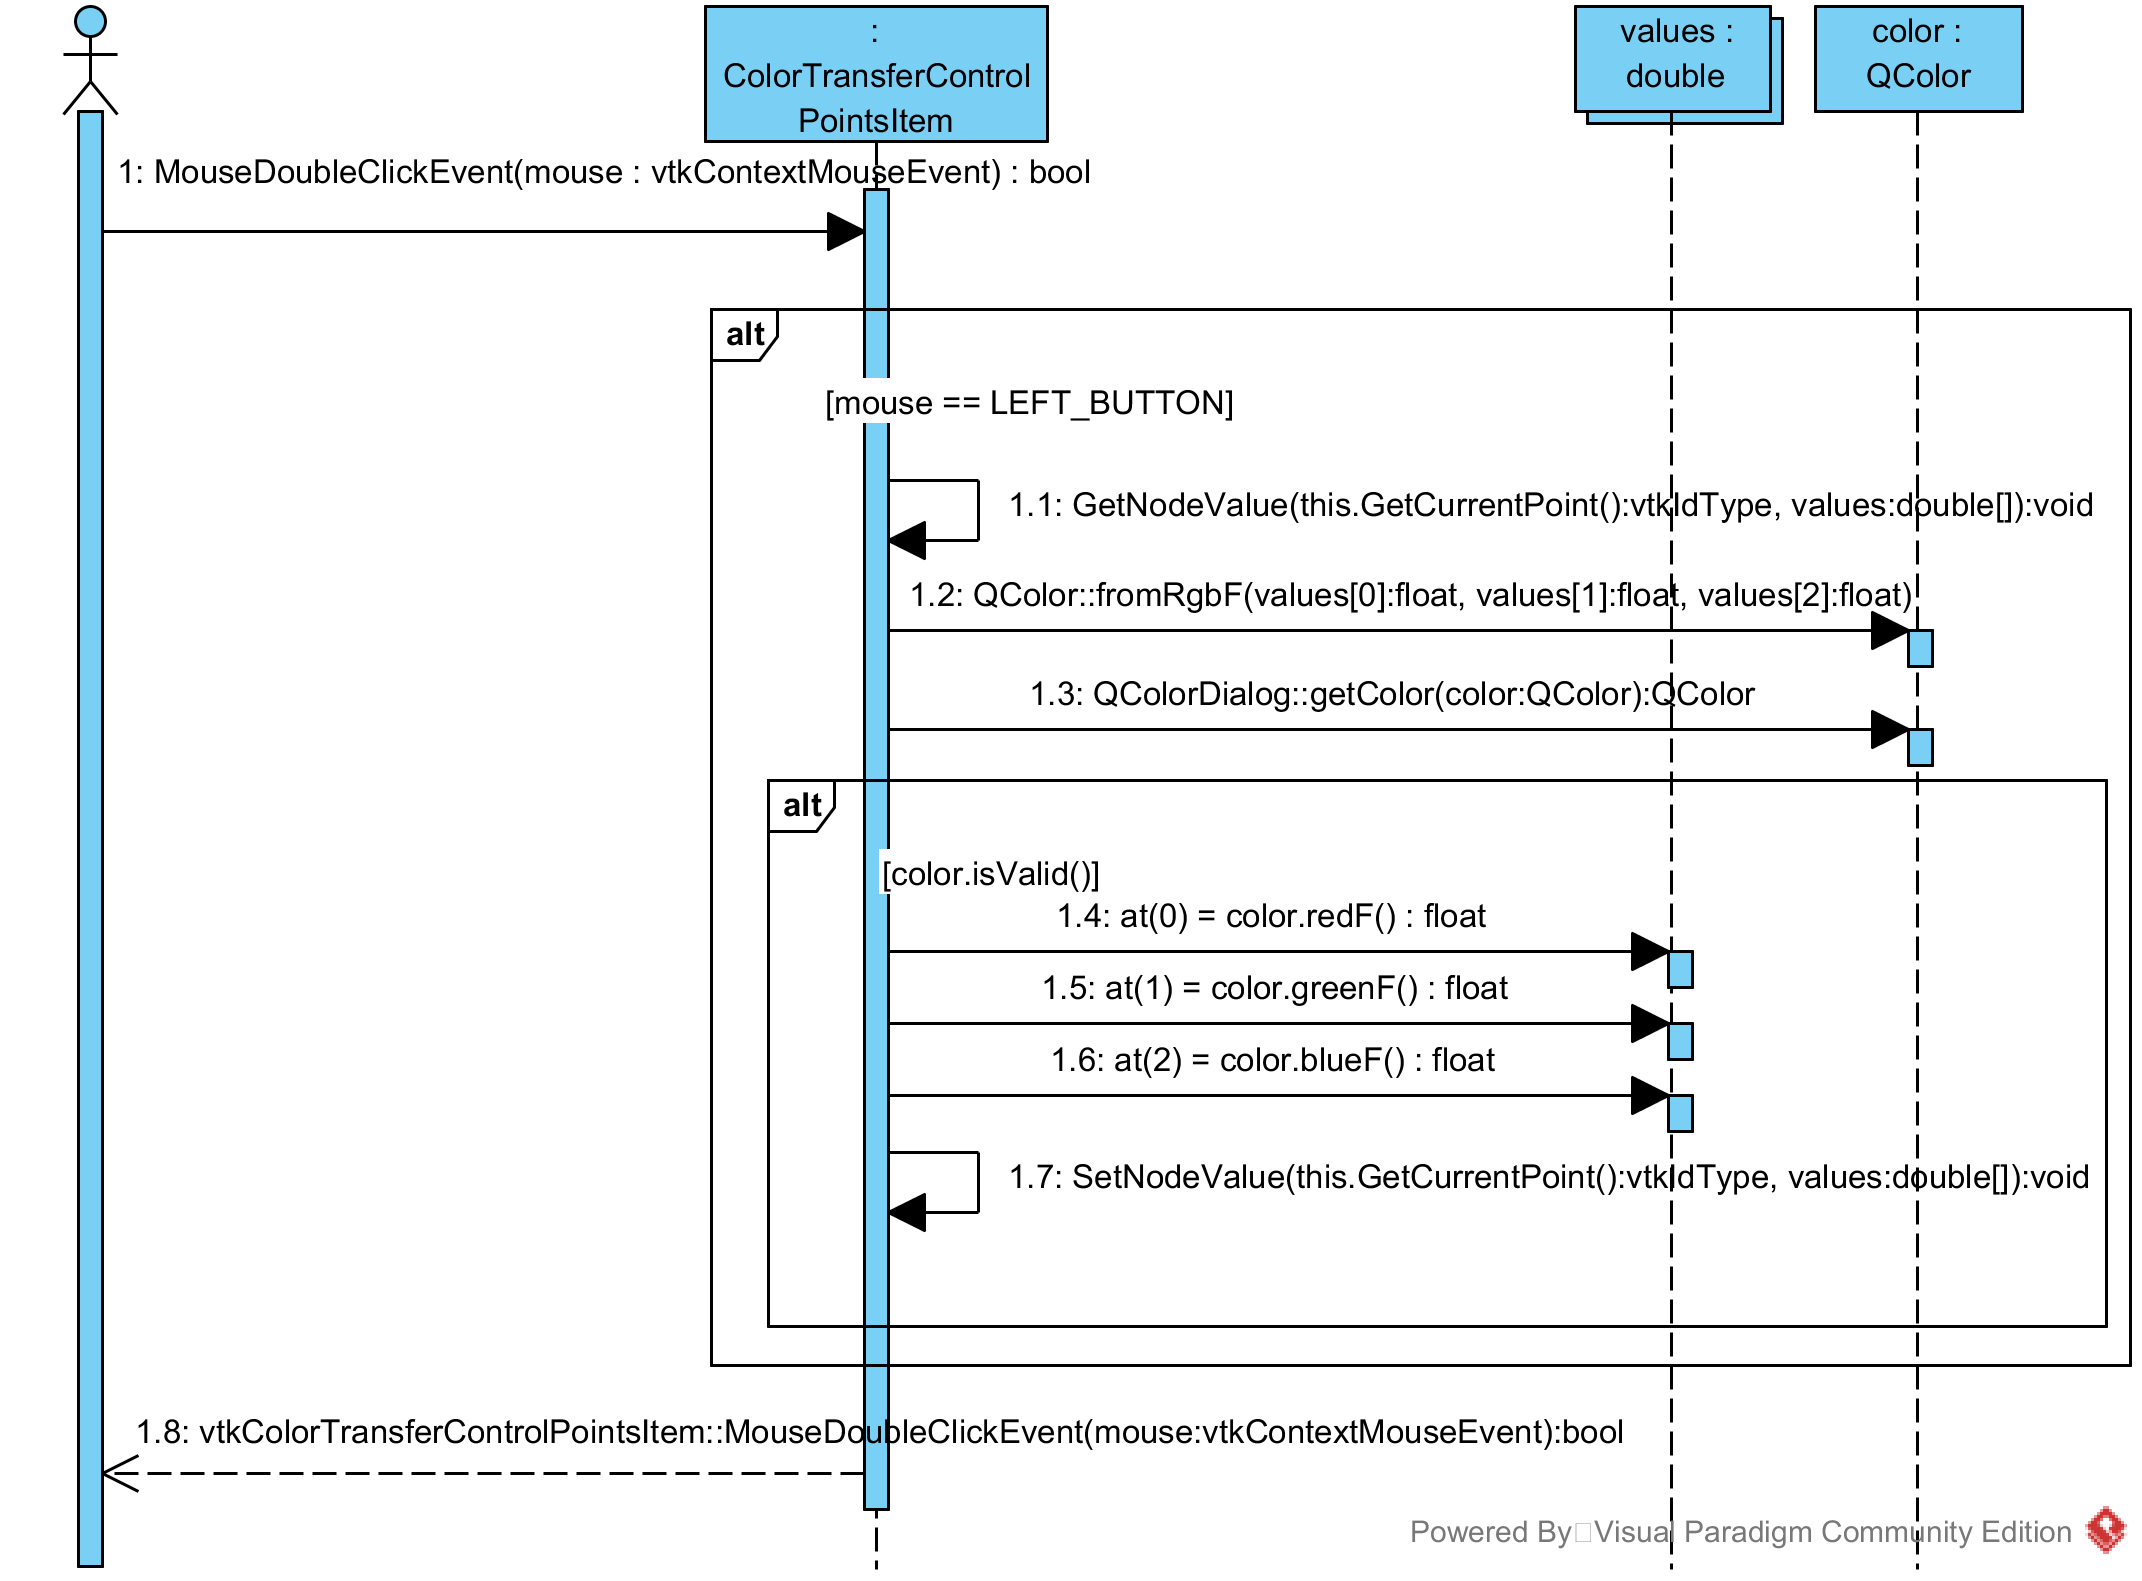 :
ColorTransferControl
PointsItem
values :
double
color :
QColor
1: MouseDoubleClickEvent(mouse : vtkContextMouseEvent) : bool
alt
[mouse == LEFT_BUTTON]
1.1: GetNodeValue(this.GetCurrentPoint():vtkIdType, values:double[]):void
1.2: QColor::fromRgbF(values[0]:float, values[1]:float, values[2]:float)
1.3: QColorDialog::getColor(color:QColor):QColor
alt
[color.isValid()]
1.4: at(0) = color.redF() : float
1.5: at(1) = color.greenF() : float
1.6: at(2) = color.blueF() : float
1.7: SetNodeValue(this.GetCurrentPoint():vtkIdType, values:double[]):void
1.8: vtkColorTransferControlPointsItem::MouseDoubleClickEvent(mouse:vtkContextMouseEvent):bool
Powered By Visual Paradigm Community Edition